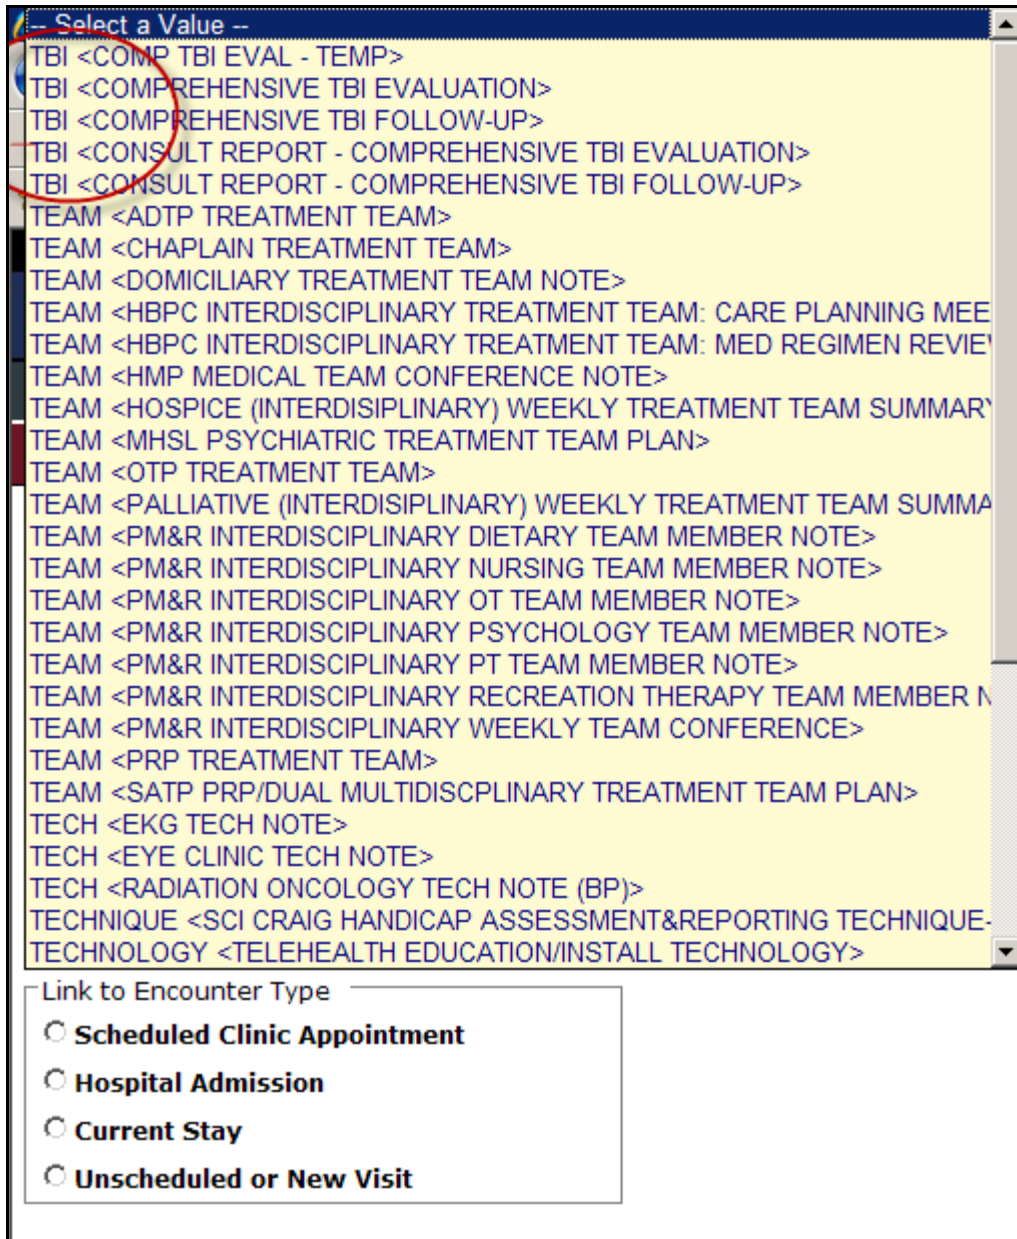 -- Select a Value --
TBI <COMP TBI EVAL - TEMP>
TBI <COMPREHENSIVE TBI EVALUATION>
TBI <COMPREHENSIVE TBI FOLLOW-UP>
TBI <CONSULT REPORT - COMPREHENSIVE TBI EVALUATION>
TBI <CONSULT REPORT - COMPREHENSIVE TBI FOLLOW-UP>
TEAM <ADTP TREATMENT TEAM>
TEAM <CHAPLAIN TREATMENT TEAM>
TEAM <DOMICILIARY TREATMENT TEAM NOTE>
TEAM <HBPC INTERDISCIPLINARY TREATMENT TEAM: CARE PLANNING MEE
TEAM <HBPC INTERDISCIPLINARY TREATMENT TEAM: MED REGIMEN REVIE
TEAM <HMP MEDICAL TEAM CONFERENCE NOTE>
TEAM <HOSPICE (INTERDISIPLINARY) WEEKLY TREATMENT TEAM SUMMARY
TEAM <MHSL PSYCHIATRIC TREATMENT TEAM PLAN>
TEAM <OTP TREATMENT TEAM>
TEAM <PALLIATIVE (INTERDISIPLINARY) WEEKLY TREATMENT TEAM SUMMA
TEAM <PM&R INTERDISCIPLINARY DIETARY TEAM MEMBER NOTE>
TEAM <PM&R INTERDISCIPLINARY NURSING TEAM MEMBER NOTE>
TEAM <PM&R INTERDISCIPLINARY OT TEAM MEMBER NOTE>
TEAM <PM&R INTERDISCIPLINARY PSYCHOLOGY TEAM MEMBER NOTE>
TEAM <PM&R INTERDISCIPLINARY PT TEAM MEMBER NOTE>
TEAM <PM&R INTERDISCIPLINARY RECREATION THERAPY TEAM MEMBER N
TEAM <PM&R INTERDISCIPLINARY WEEKLY TEAM CONFERENCE>
TEAM <PRP TREATMENT TEAM>
TEAM <SATP PRP/DUAL MULTIDISCPLINARY TREATMENT TEAM PLAN>
TECH <EKG TECH NOTE>
TECH <EYE CLINIC TECH NOTE>
TECH <RADIATION ONCOLOGY TECH NOTE (BP)>
TECHNIQUE <SCI CRAIG HANDICAP ASSESSMENT&REPORTING TECHNIQUE-
TECHNOLOGY <TELEHEALTH EDUCATION/INSTALL TECHNOLOGY>
Link to Encounter Type
Scheduled Clinic Appointment
Hospital Admission
Current Stay
Unscheduled or New Visit